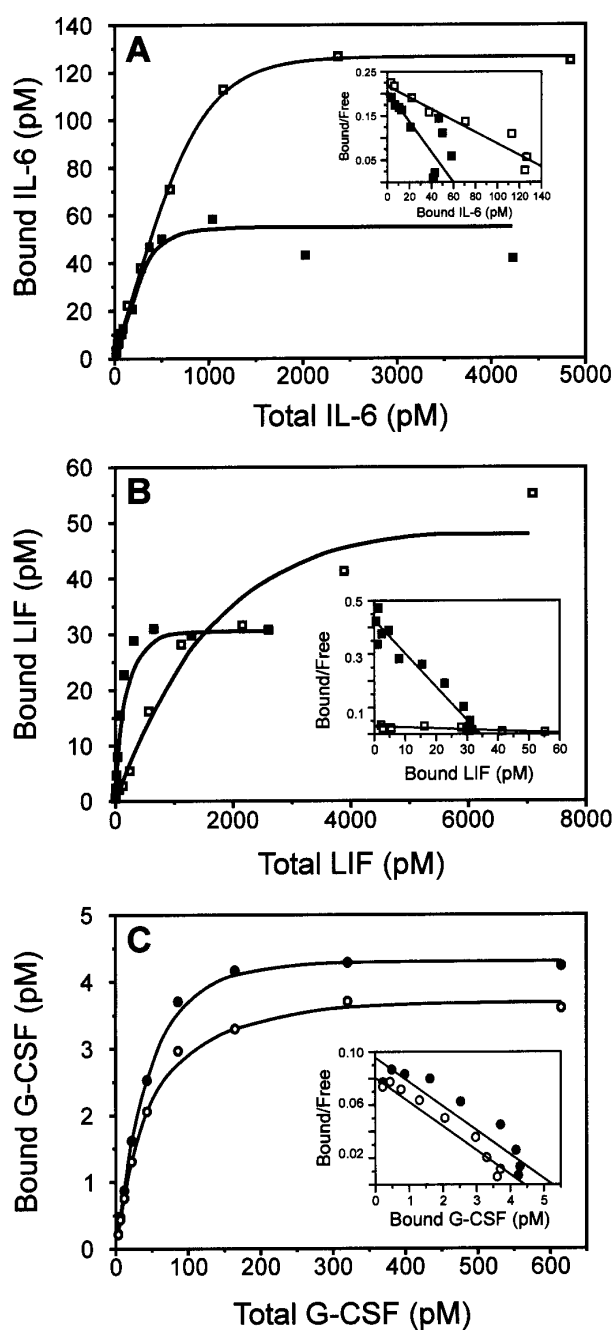 A
Bound IL-6 (pM)
140
120
100
80
60
40
20
0
0 1000 2000 3000 4000 5000
Total IL-6 (pM)
Bound/Free
0.25
0.15
0.05
0 20 40 60 80 100 120 140
Bound IL-6 (pM)
B
Bound LIF (pM)
60
50
40
30
20
10
0
0 2000 4000 6000 8000
Total LIF (pM)
Bound/Free
0.5
0.3
0.1
0 10 20 30 40 50 60
Bound LIF (pM)
C
Bound G-CSF (pM)
5
4
3
2
1
0
0 100 200 300 400 500 600
Total G-CSF (pM)
Bound/Free
0.10
0.06
0.02
0 1 2 3 4 5
Bound G-CSF (pM)